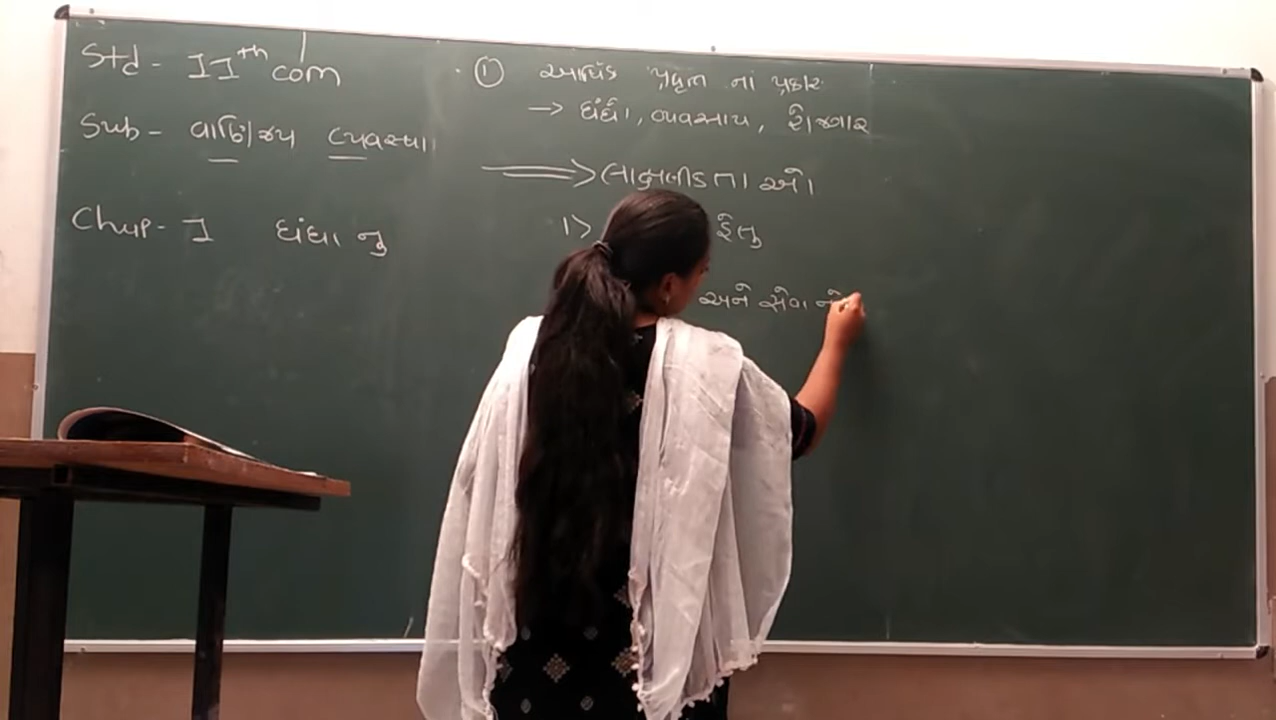 Std - 11th com
Sub - વાણિજ્ય વ્યવસ્થા
Chap - 1 ધંધા નુ
① આર્થિક પ્રવૃત્તિ નાં પ્રકાર
→ ધંધો, વ્યવસાય, રોજગાર
⟹ લાક્ષણીકતાઓ
1> હેતુ
અને સેવા નો